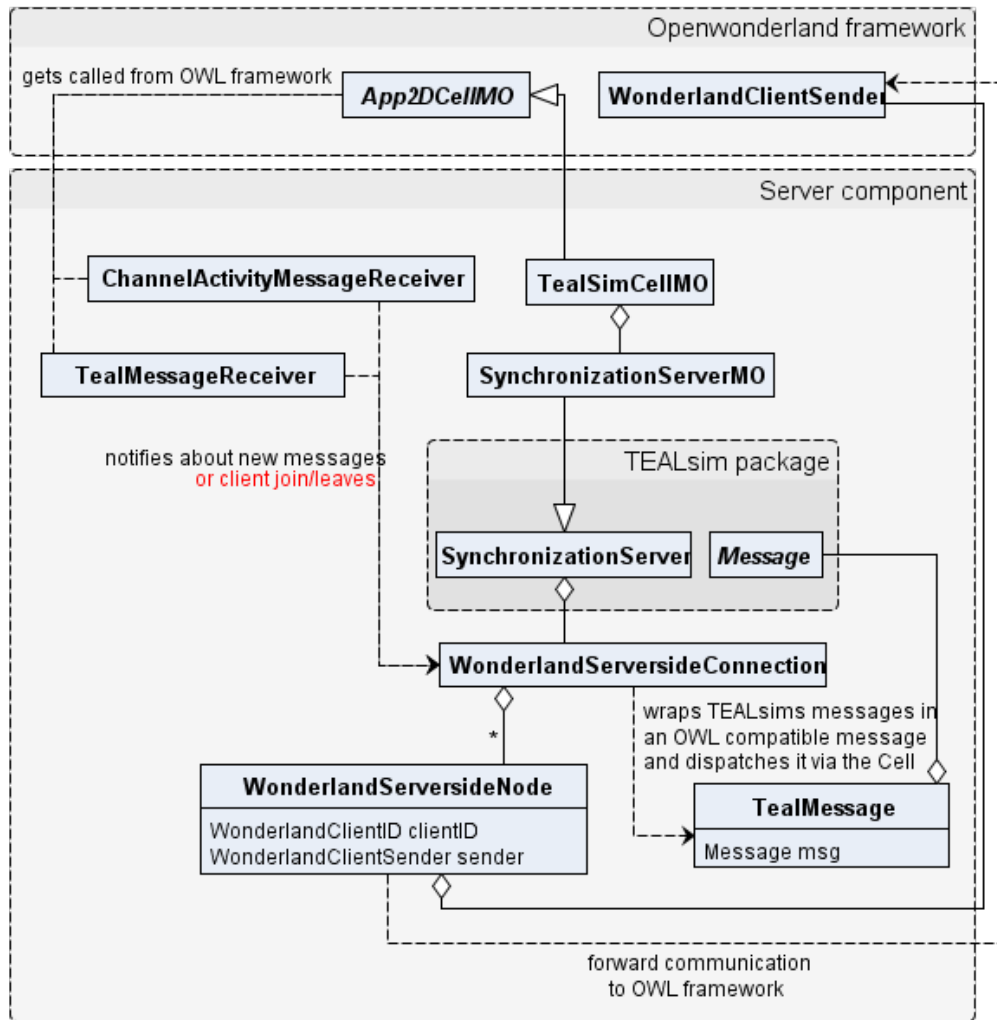 Openwonderland framework
gets called from OWL framework
App2DCellMO
WonderlandClientSender
Server component
ChannelActivityMessageReceiver
TealSimCellMO
TealMessageReceiver
SynchronizationServerMO
notifies about new messages
or client join/leaves
TEALsim package
SynchronizationServer
Message
WonderlandServersideConnection
wraps TEALsims messages in
an OWL compatible message
and dispatches it via the Cell
*
WonderlandServersideNode
WonderlandClientID clientID
WonderlandClientSender sender
TealMessage
Message msg
forward communication
to OWL framework